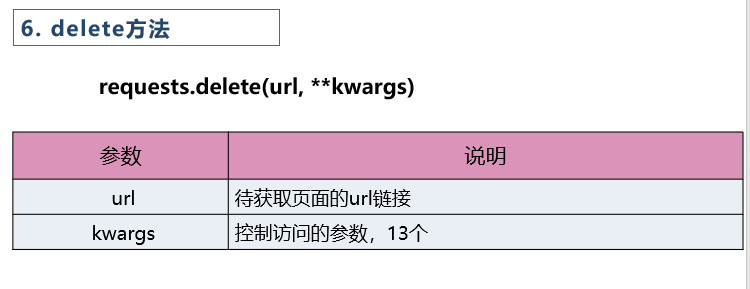 6. delete方法
requests.delete(url, **kwargs)
参数 说明
url 待获取页面的url链接
kwargs 控制访问的参数，13个